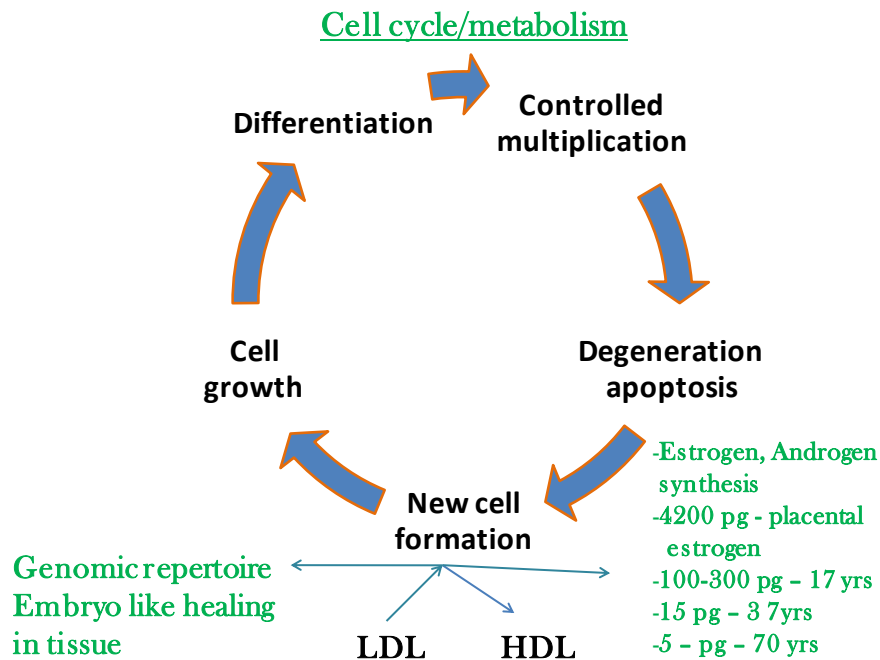 Cell cycle/metabolism
Differentiation
Controlled
multiplication
Degeneration
apoptosis
New cell
formation
Cell
growth
-Estrogen, Androgen
synthesis
-4200 pg - placental
estrogen
-100-300 pg – 17 yrs
-15 pg – 3 7yrs
-5 – pg – 70 yrs
Genomic repertoire
Embryo like healing
in tissue
LDL
HDL